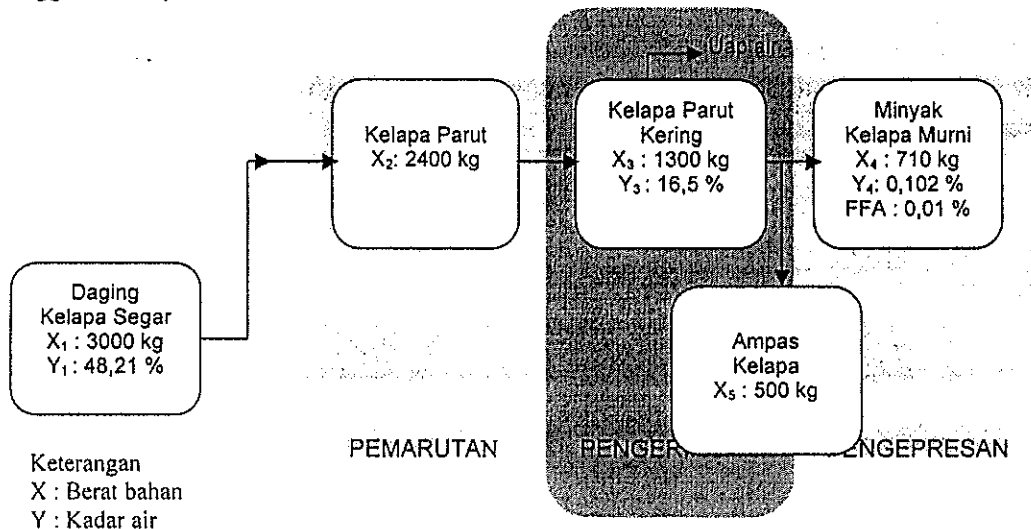 Uap air
Kelapa Parut
X₂: 2400 kg
Kelapa Parut
Kering
X₃ : 1300 kg
Y₃ : 16,5 %
Minyak
Kelapa Murni
X₄ : 710 kg
Y₄: 0,102 %
FFA : 0,01 %
Daging
Kelapa Segar
X₁ : 3000 kg
Y₁ : 48,21 %
Ampas
Kelapa
X₅ : 500 kg
PEMARUTAN
Keterangan
X : Berat bahan
Y : Kadar air